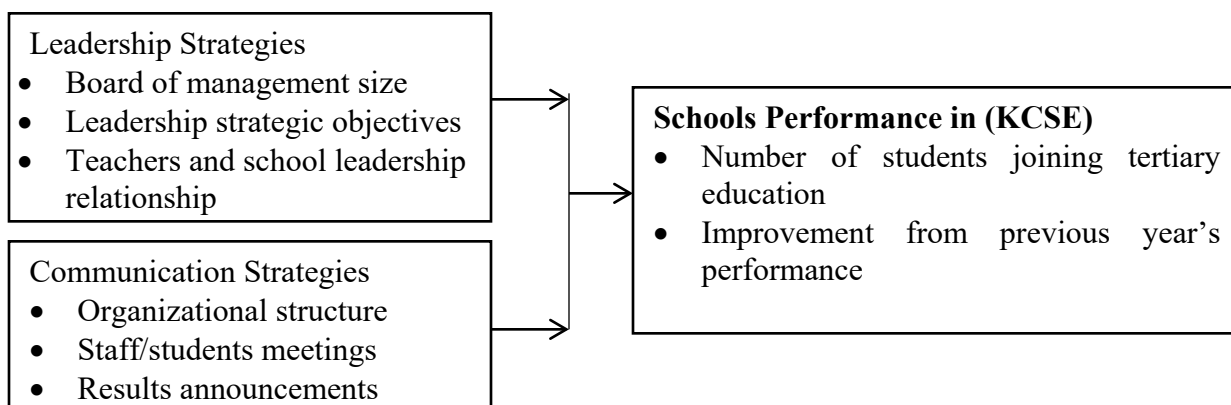 Leadership Strategies
• Board of management size
• Leadership strategic objectives
• Teachers and school leadership
relationship
Communication Strategies
• Organizational structure
• Staff/students meetings
• Results announcements
Schools Performance in (KCSE)
• Number of students joining tertiary
education
• Improvement from previous year’s
performance